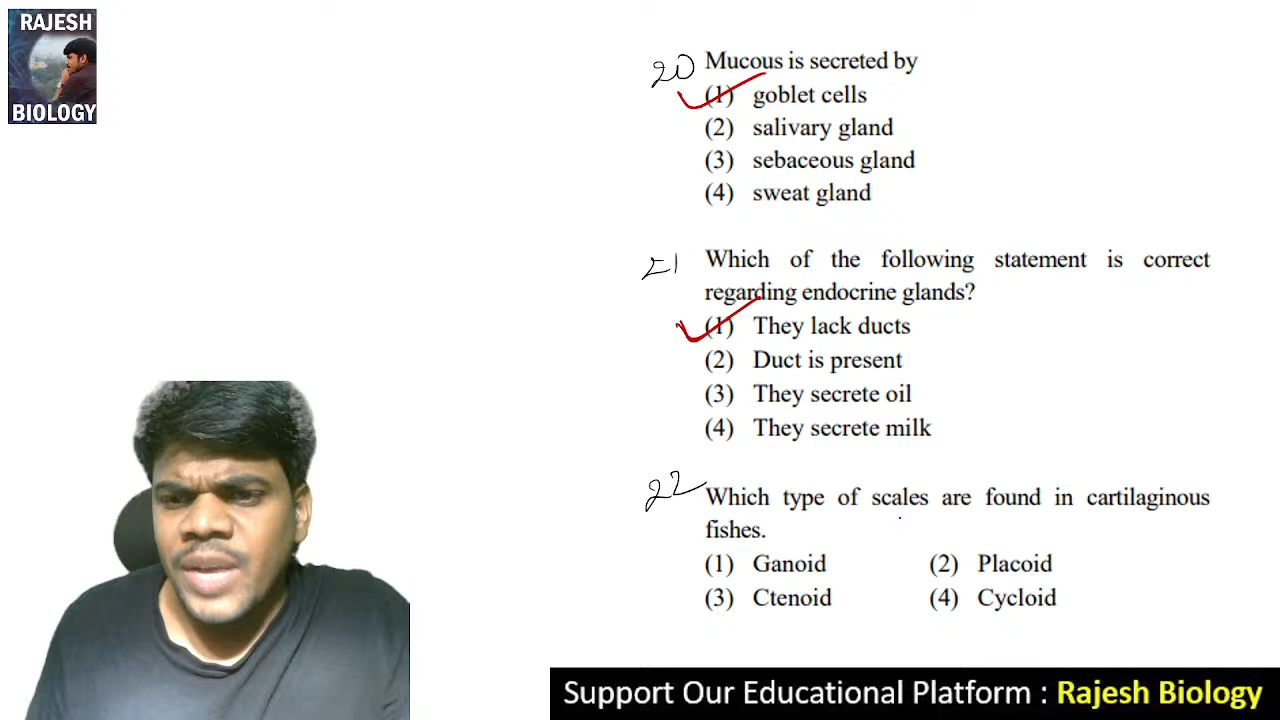 RAJESH
BIOLOGY
20 Mucous is secreted by
(1) goblet cells
(2) salivary gland
(3) sebaceous gland
(4) sweat gland
21 Which of the following statement is correct
regarding endocrine glands?
(1) They lack ducts
(2) Duct is present
(3) They secrete oil
(4) They secrete milk
22 Which type of scales are found in cartilaginous
fishes.
(1) Ganoid (2) Placoid
(3) Ctenoid (4) Cycloid
Support Our Educational Platform : Rajesh Biology